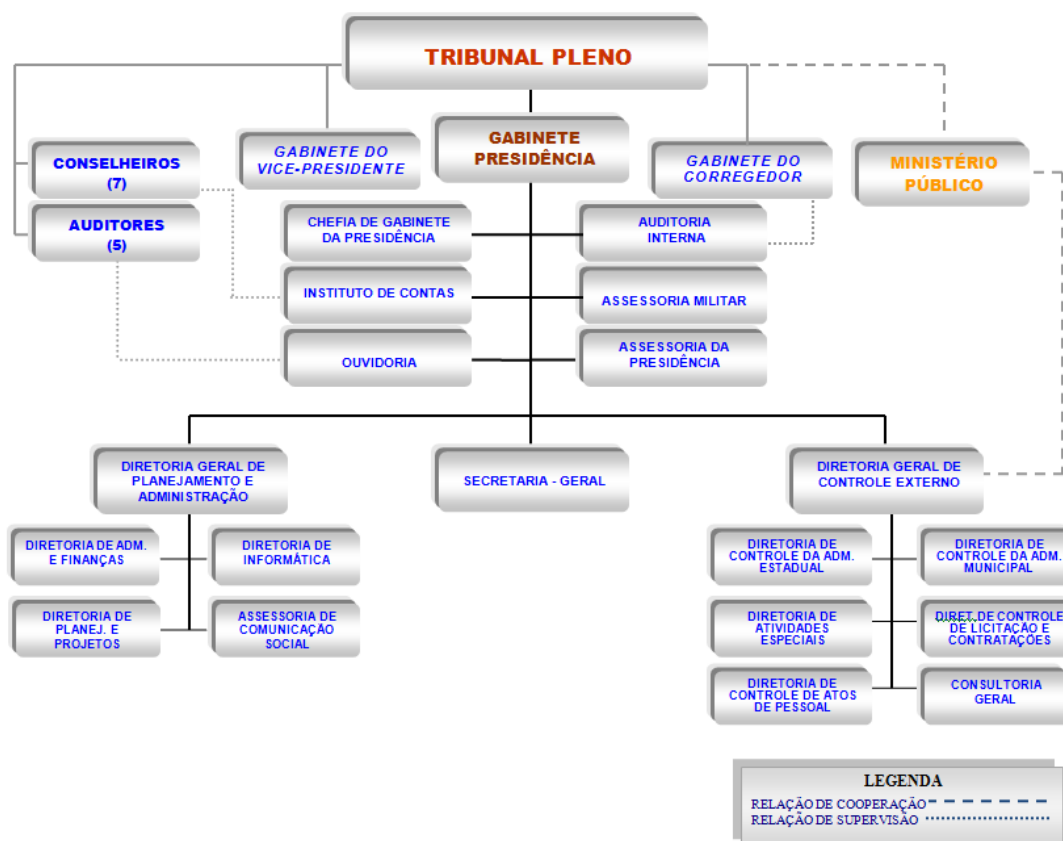 TRIBUNAL PLENO
GABINETE
PRESIDÊNCIA
GABINETE DO
VICE-PRESIDENTE
GABINETE DO
CORREGEDOR
MINISTÉRIO
PÚBLICO
CONSELHEIROS
(7)
AUDITORES
(5)
CHEFIA DE GABINETE
DA PRESIDÊNCIA
AUDITORIA
INTERNA
INSTITUTO DE CONTAS
ASSESSORIA MILITAR
OUVIDORIA
ASSESSORIA DA
PRESIDÊNCIA
DIRETORIA GERAL DE
PLANEJAMENTO E
ADMINISTRAÇÃO
SECRETARIA - GERAL
DIRETORIA GERAL DE
CONTROLE EXTERNO
DIRETORIA DE ADM.
E FINANÇAS
DIRETORIA DE
INFORMÁTICA
DIRETORIA DE
PLANEJ. E
PROJETOS
ASSESSORIA DE
COMUNICAÇÃO
SOCIAL
DIRETORIA DE
CONTROLE DA ADM.
ESTADUAL
DIRETORIA DE
CONTROLE DA ADM.
MUNICIPAL
DIRETORIA DE
ATIVIDADES
ESPECIAIS
DIRET. DE CONTROLE
DE LICITAÇÃO E
CONTRATAÇÕES
DIRETORIA DE
CONTROLE DE ATOS
DE PESSOAL
CONSULTORIA
GERAL
LEGENDA
RELAÇÃO DE COOPERAÇÃO
RELAÇÃO DE SUPERVISÃO